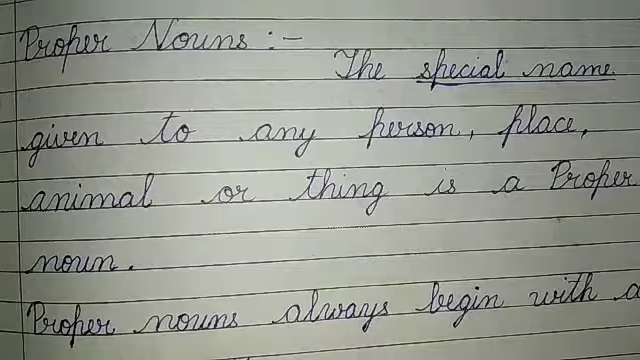 Proper Nouns :-
The special name
given to any person, place,
animal or thing is a Proper
noun.
Proper nouns always begin with a